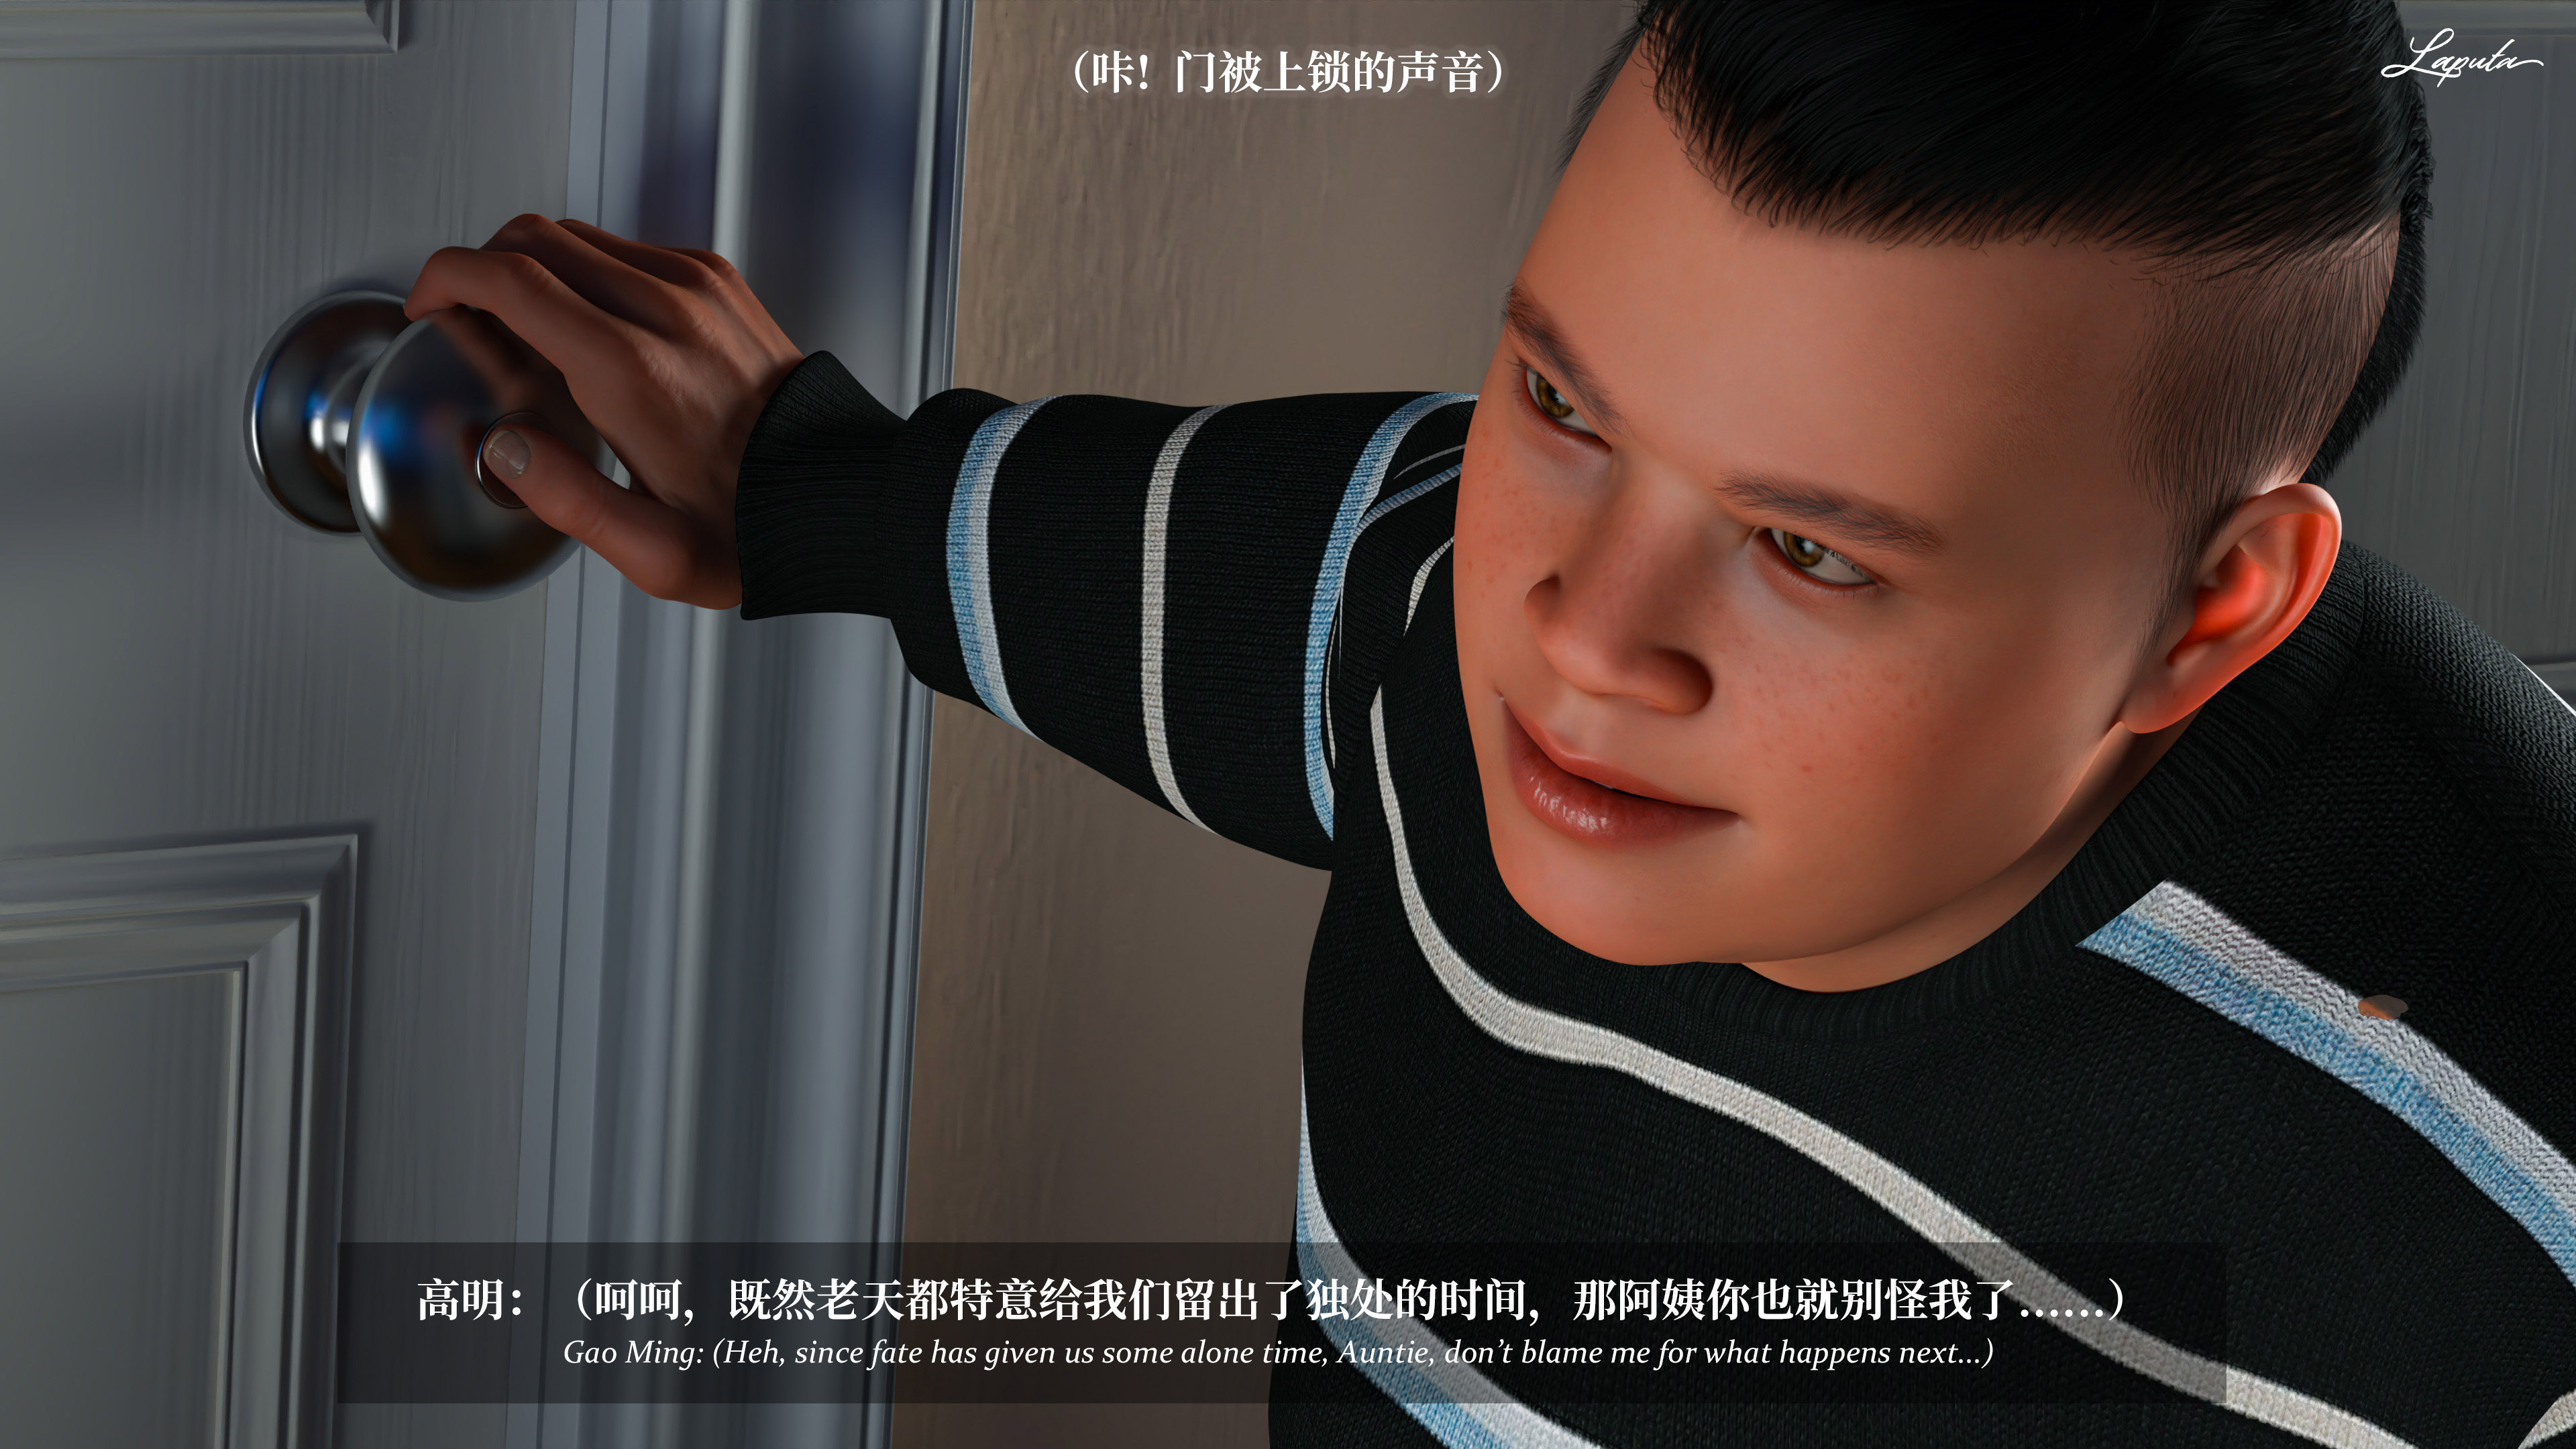 （咔！门被上锁的声音）
Laputa
高明：（呵呵，既然老天都特意给我们留出了独处的时间，那阿姨你也就别怪我了……）
Gao Ming: (Heh, since fate has given us some alone time, Auntie, don’t blame me for what happens next...)